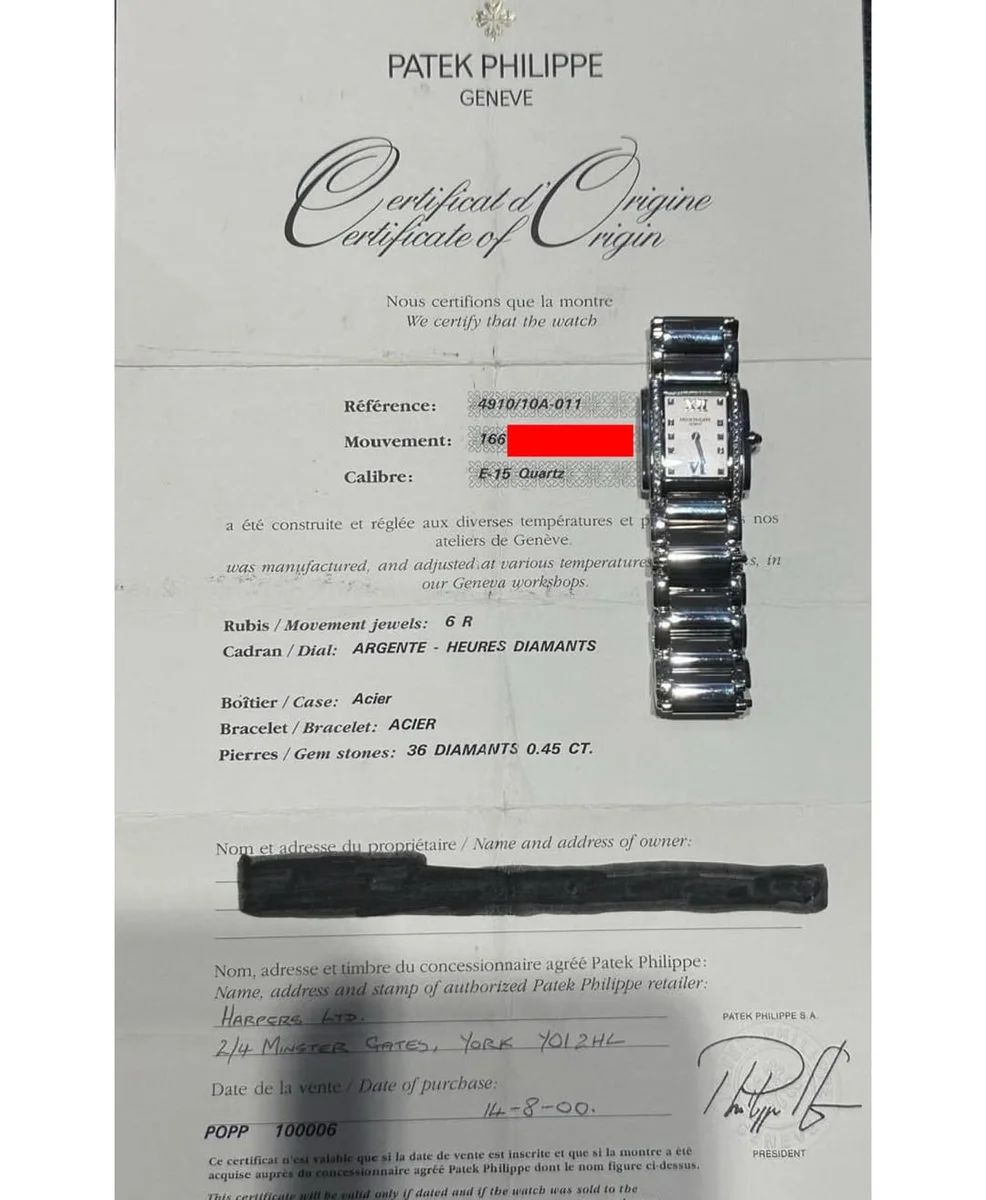 PATEK PHILIPPE
GENEVE
Certificat d'Origine
Certificate of Origin
Nous certifions que la montre
We certify that the watch
Référence: 4910/10A-011
Mouvement: 166
Calibre: E-15 Quartz
XII
PATEK PHILIPPE
GENEVE
VI
a été construite et réglée aux diverses températures et nos
ateliers de Genève.
was manufactured, and adjusted at various temperatures in
our Geneva workshops.
Rubis / Movement jewels: 6 R
Cadran / Dial: ARGENTE - HEURES DIAMANTS
Boîtier / Case: Acier
Bracelet / Bracelet: ACIER
Pierres / Gem stones: 36 DIAMANTS 0.45 CT.
Nom et adresse du propriétaire / Name and address of owner:
Nom, adresse et timbre du concessionnaire agréé Patek Philippe:
Name, address and stamp of authorized Patek Philippe retailer:
HARPERS LTD.
2/4 MINSTER GATES, YORK YO12HL
PATEK PHILIPPE S.A.
Date de la vente / Date of purchase:
14-8-00.
POPP 100006
PRÉSIDENT
Ce certificat n'est valable que si la date de vente est inscrite et que si la montre a été
acquise auprès du concessionnaire agréé Patek Philippe dont le nom figure ci-dessus.
This certificate will be valid only if dated and if the watch was sold to the